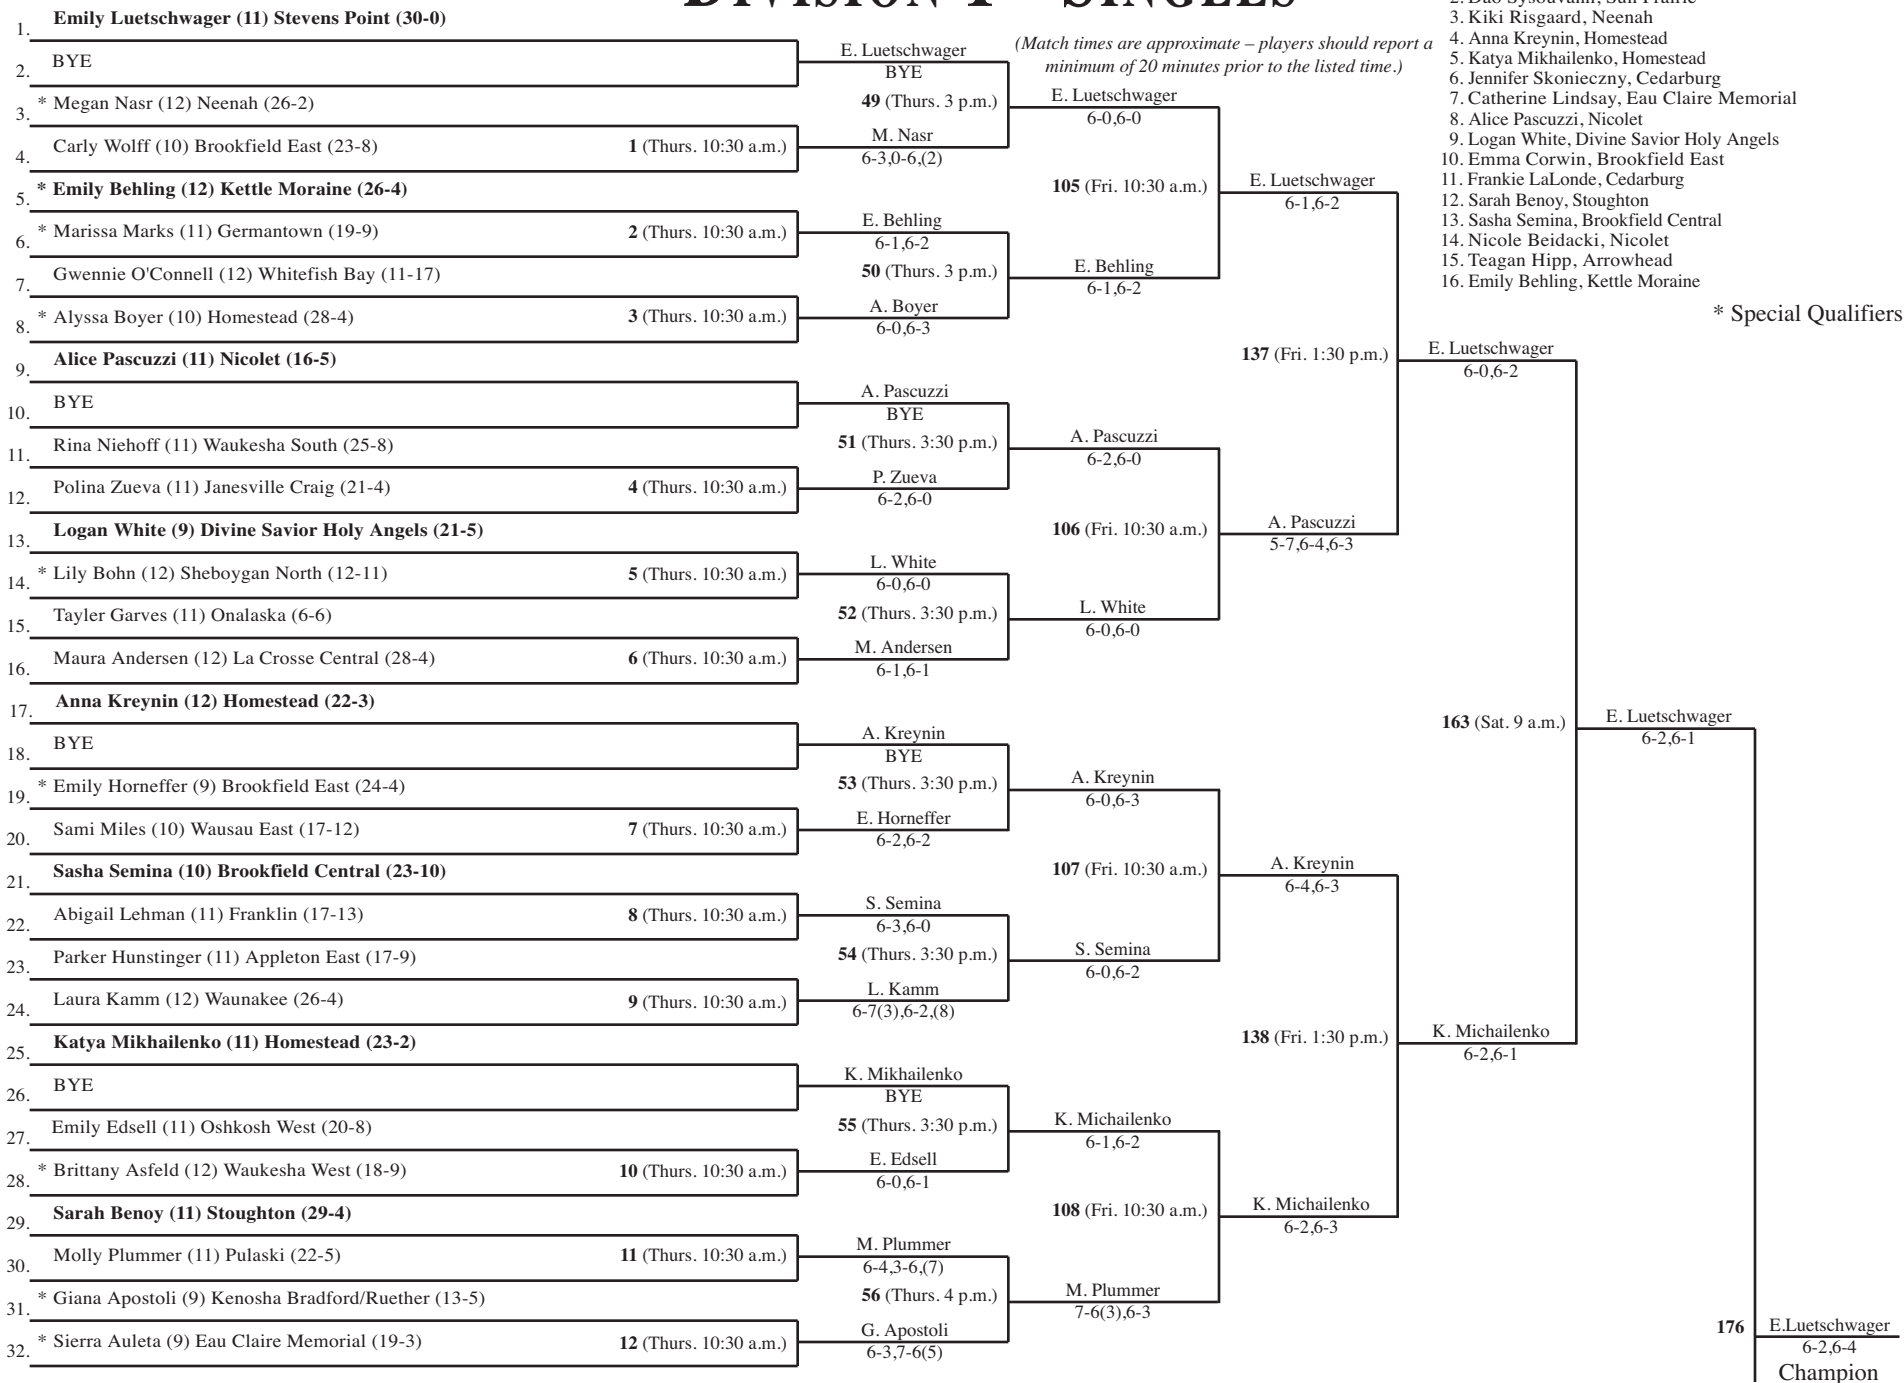 DIVISION 1 SINGLES
(Match times are approximate – players should report a
minimum of 20 minutes prior to the listed time.)
3. Kiki Risgaard, Neenah
4. Anna Kreynin, Homestead
5. Katya Mikhailenko, Homestead
6. Jennifer Skonieczny, Cedarburg
7. Catherine Lindsay, Eau Claire Memorial
8. Alice Pascuzzi, Nicolet
9. Logan White, Divine Savior Holy Angels
10. Emma Corwin, Brookfield East
11. Frankie LaLonde, Cedarburg
12. Sarah Benoy, Stoughton
13. Sasha Semina, Brookfield Central
14. Nicole Beidacki, Nicolet
15. Teagan Hipp, Arrowhead
16. Emily Behling, Kettle Moraine
* Special Qualifiers
1. Emily Luetschwager (11) Stevens Point (30-0)
2. BYE
3. * Megan Nasr (12) Neenah (26-2)
4. Carly Wolff (10) Brookfield East (23-8)
1 (Thurs. 10:30 a.m.)
5. * Emily Behling (12) Kettle Moraine (26-4)
6. * Marissa Marks (11) Germantown (19-9)
2 (Thurs. 10:30 a.m.)
7. Gwennie O'Connell (12) Whitefish Bay (11-17)
8. * Alyssa Boyer (10) Homestead (28-4)
3 (Thurs. 10:30 a.m.)
9. Alice Pascuzzi (11) Nicolet (16-5)
10. BYE
11. Rina Niehoff (11) Waukesha South (25-8)
12. Polina Zueva (11) Janesville Craig (21-4)
4 (Thurs. 10:30 a.m.)
13. Logan White (9) Divine Savior Holy Angels (21-5)
14. * Lily Bohn (12) Sheboygan North (12-11)
5 (Thurs. 10:30 a.m.)
15. Tayler Garves (11) Onalaska (6-6)
16. Maura Andersen (12) La Crosse Central (28-4)
6 (Thurs. 10:30 a.m.)
17. Anna Kreynin (12) Homestead (22-3)
18. BYE
19. * Emily Horneffer (9) Brookfield East (24-4)
20. Sami Miles (10) Wausau East (17-12)
7 (Thurs. 10:30 a.m.)
21. Sasha Semina (10) Brookfield Central (23-10)
22. Abigail Lehman (11) Franklin (17-13)
8 (Thurs. 10:30 a.m.)
23. Parker Hunstinger (11) Appleton East (17-9)
24. Laura Kamm (12) Waunakee (26-4)
9 (Thurs. 10:30 a.m.)
25. Katya Mikhailenko (11) Homestead (23-2)
26. BYE
27. Emily Edsell (11) Oshkosh West (20-8)
28. * Brittany Asfeld (12) Waukesha West (18-9)
10 (Thurs. 10:30 a.m.)
29. Sarah Benoy (11) Stoughton (29-4)
30. Molly Plummer (11) Pulaski (22-5)
11 (Thurs. 10:30 a.m.)
31. * Giana Apostoli (9) Kenosha Bradford/Ruether (13-5)
32. * Sierra Auleta (9) Eau Claire Memorial (19-3)
12 (Thurs. 10:30 a.m.)
E. Luetschwager
BYE
49 (Thurs. 3 p.m.)
M. Nasr
6-3,0-6,(2)
E. Behling
6-1,6-2
50 (Thurs. 3 p.m.)
A. Boyer
6-0,6-3
A. Pascuzzi
BYE
51 (Thurs. 3:30 p.m.)
P. Zueva
6-2,6-0
L. White
6-0,6-0
52 (Thurs. 3:30 p.m.)
M. Andersen
6-1,6-1
A. Kreynin
BYE
53 (Thurs. 3:30 p.m.)
E. Horneffer
6-2,6-2
S. Semina
6-3,6-0
54 (Thurs. 3:30 p.m.)
L. Kamm
6-7(3),6-2,(8)
K. Mikhailenko
BYE
55 (Thurs. 3:30 p.m.)
E. Edsell
6-0,6-1
M. Plummer
6-4,3-6,(7)
56 (Thurs. 4 p.m.)
G. Apostoli
6-3,7-6(5)
E. Luetschwager
6-0,6-0
105 (Fri. 10:30 a.m.)
E. Behling
6-1,6-2
A. Pascuzzi
6-2,6-0
106 (Fri. 10:30 a.m.)
L. White
6-0,6-0
A. Kreynin
6-0,6-3
107 (Fri. 10:30 a.m.)
S. Semina
6-0,6-2
K. Michailenko
6-1,6-2
108 (Fri. 10:30 a.m.)
M. Plummer
7-6(3),6-3
E. Luetschwager
6-1,6-2
137 (Fri. 1:30 p.m.)
A. Pascuzzi
5-7,6-4,6-3
A. Kreynin
6-4,6-3
138 (Fri. 1:30 p.m.)
K. Michailenko
6-2,6-3
E. Luetschwager
6-0,6-2
163 (Sat. 9 a.m.)
K. Michailenko
6-2,6-1
E. Luetschwager
6-2,6-1
176
E.Luetschwager
6-2,6-4
Champion